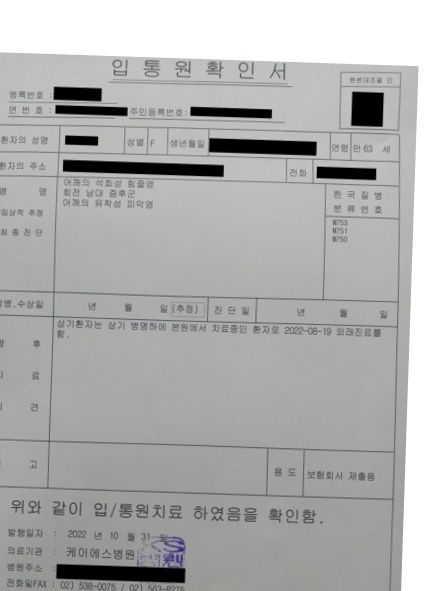 입 통 원 확 인 서
원본대조필 인
병록번호 :
연 번호 : 주민등록번호:
환자의 성명 성별 F 생년월일 연령 만 63 세
환자의 주소 전화
병 명 어깨의 석회성 힘줄염 한 국 질 병
회전 낭대 증후군 분 류 번 호
임상적 추정 어깨의 유착성 피막염
최 종 진 단
M753
M751
M750
발병,수상일 년 월 일 (추정) 진 단 일 년 월 일
상기환자는 상기 병명하에 본원에서 치료중인 환자로 2022-08-19 외래진료를
함.
향 후
치 료
의 견
비 고 용 도 보험회사 제출용
위와 같이 입/통원치료 하였음을 확인함.
발행일자 : 2022 년 10 월 31 일
의료기관 : 케이에스병원
병원주소 :
전화및FAX : 02) 538-0075 / 02) 563-8275